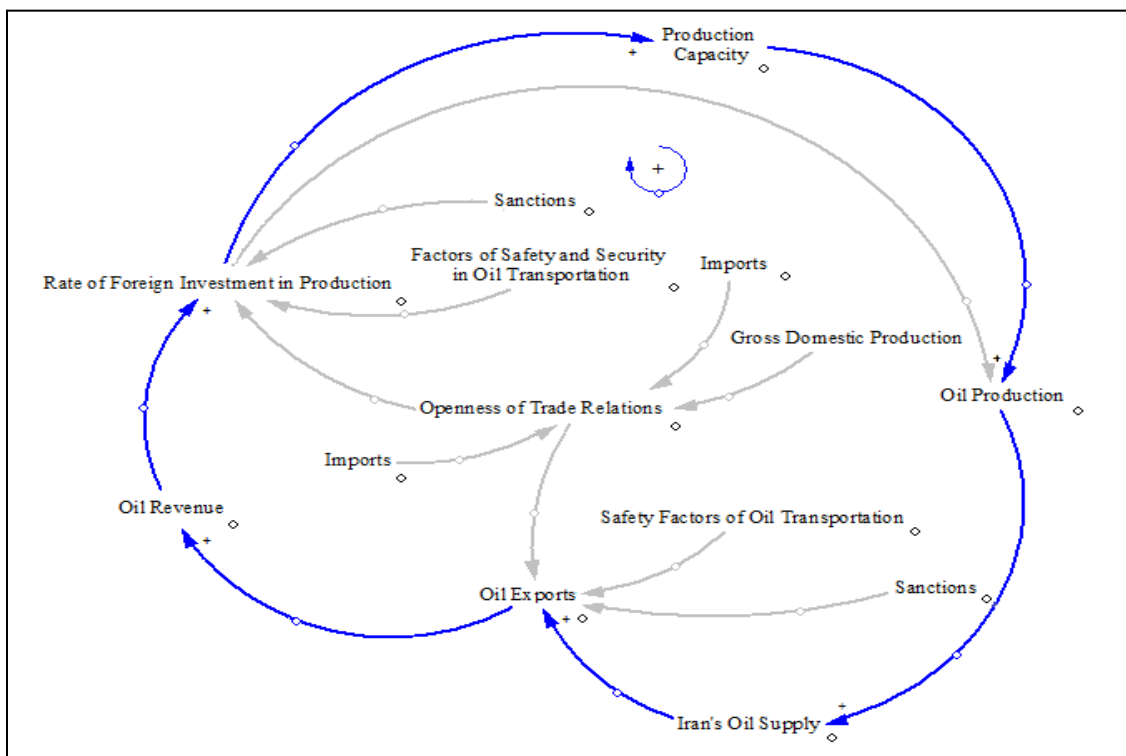 Production
Capacity
+
+
Sanctions
Factors of Safety and Security
in Oil Transportation
Imports
Rate of Foreign Investment in Production
+
Gross Domestic Production
+
Oil Production
Openness of Trade Relations
Imports
Oil Revenue
+
Safety Factors of Oil Transportation
Oil Exports
+
Sanctions
+
Iran's Oil Supply